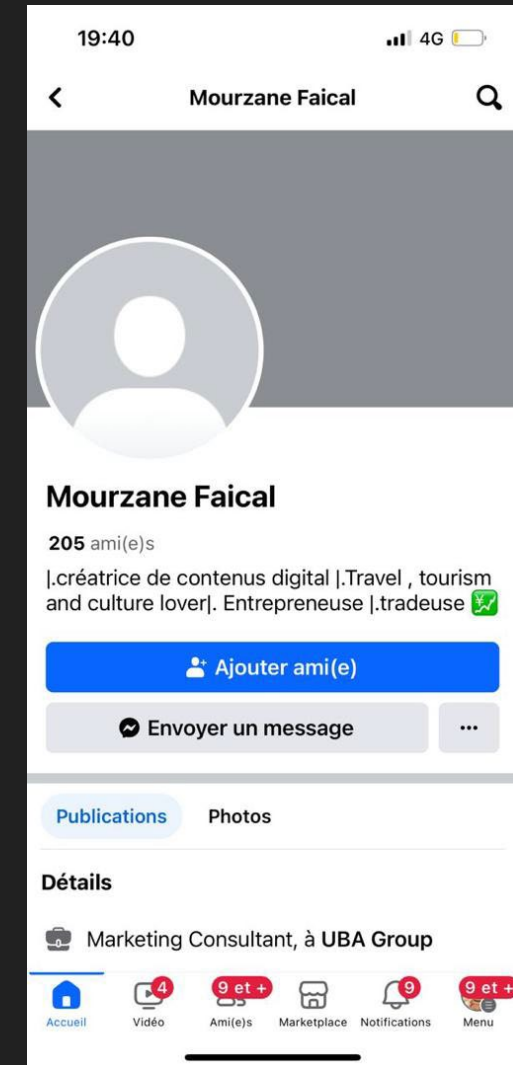 19:40
4G
Mourzane Faical
Mourzane Faical
205 ami(e)s
|.créatrice de contenus digital |.Travel , tourism
and culture lover|. Entrepreneuse |.tradeuse 💹
Ajouter ami(e)
Envoyer un message
Publications Photos
Détails
Marketing Consultant, à UBA Group
4 9 et + 9 9 et +
Accueil Vidéo Ami(e)s Marketplace Notifications Menu